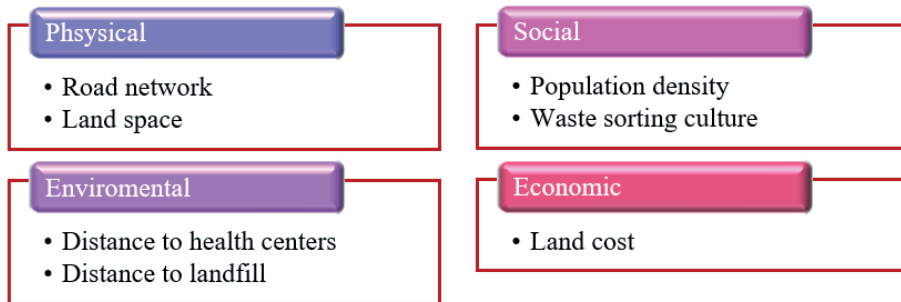 Phsysical
• Road network
• Land space
Social
• Population density
• Waste sorting culture
Enviromental
• Distance to health centers
• Distance to landfill
Economic
• Land cost